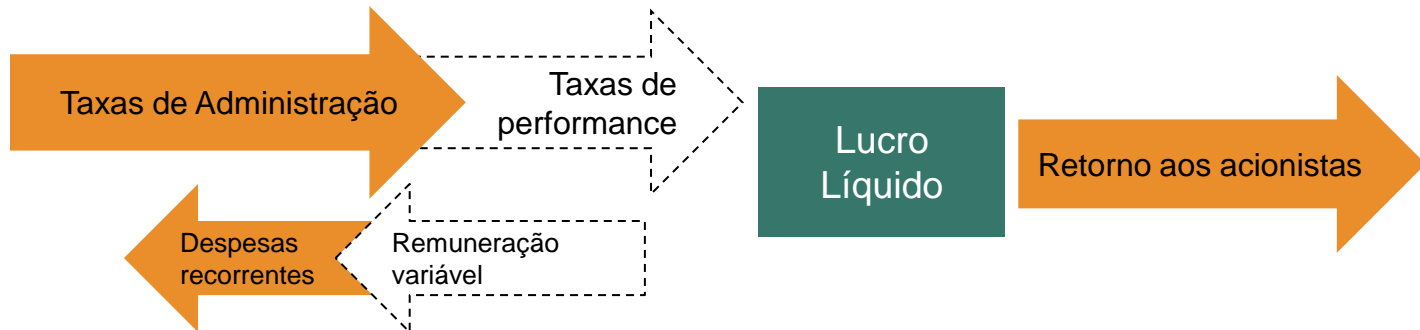 Taxas de Administração
Taxas de
performance
Lucro
Líquido
Retorno aos acionistas
Despesas
recorrentes
Remuneração
variável